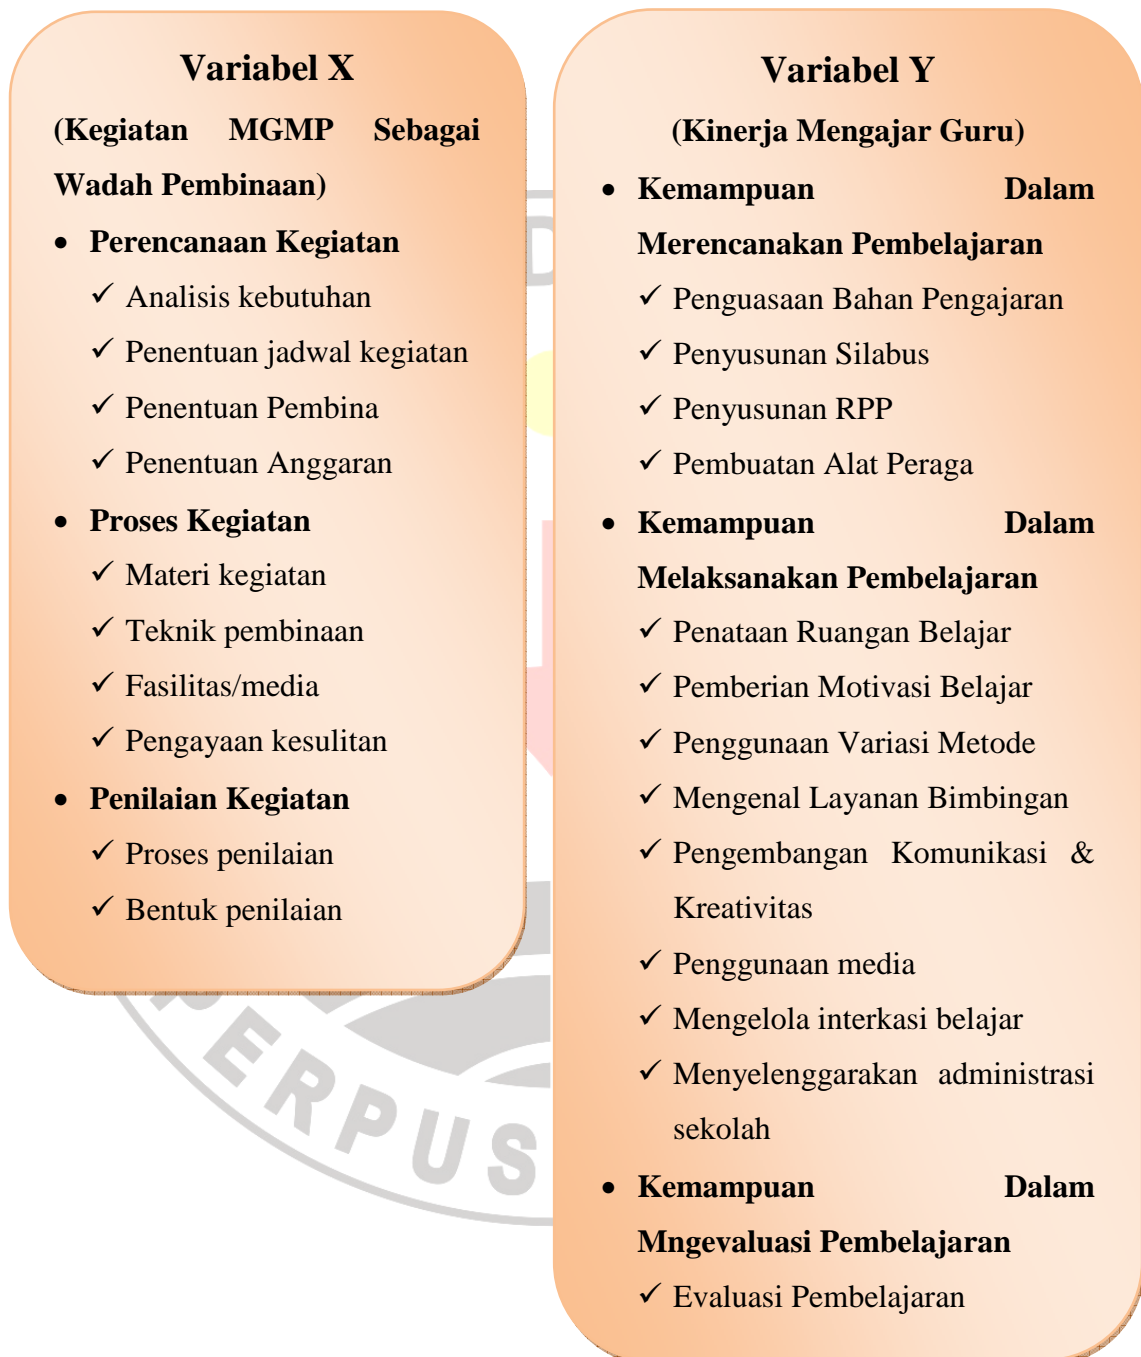 Variabel X
(Kegiatan MGMP Sebagai
Wadah Pembinaan)
• Perencanaan Kegiatan
✓ Analisis kebutuhan
✓ Penentuan jadwal kegiatan
✓ Penentuan Pembina
✓ Penentuan Anggaran
• Proses Kegiatan
✓ Materi kegiatan
✓ Teknik pembinaan
✓ Fasilitas/media
✓ Pengayaan kesulitan
• Penilaian Kegiatan
✓ Proses penilaian
✓ Bentuk penilaian
Variabel Y
(Kinerja Mengajar Guru)
• Kemampuan Dalam
Merencanakan Pembelajaran
✓ Penguasaan Bahan Pengajaran
✓ Penyusunan Silabus
✓ Penyusunan RPP
✓ Pembuatan Alat Peraga
• Kemampuan Dalam
Melaksanakan Pembelajaran
✓ Penataan Ruangan Belajar
✓ Pemberian Motivasi Belajar
✓ Penggunaan Variasi Metode
✓ Mengenal Layanan Bimbingan
✓ Pengembangan Komunikasi &
Kreativitas
✓ Penggunaan media
✓ Mengelola interkasi belajar
✓ Menyelenggarakan administrasi
sekolah
• Kemampuan Dalam
Mngevaluasi Pembelajaran
✓ Evaluasi Pembelajaran
PERPUS